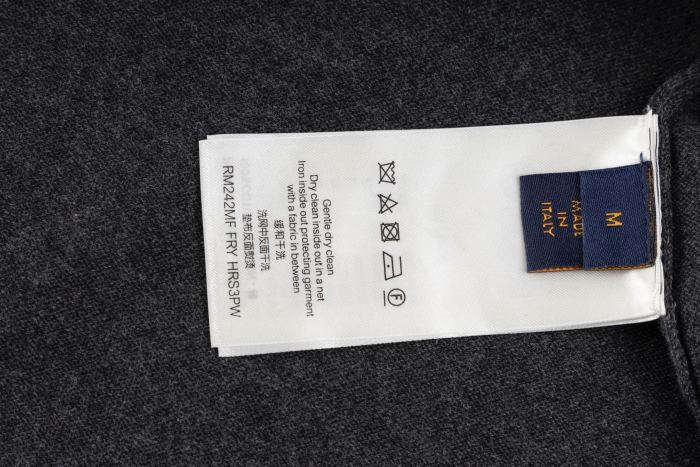 M
MADE
IN
ITALY
F
Gentle dry clean
Dry clean inside out in a net
Iron inside out protecting garment
with a fabric in between
缓和干洗
洗网中反面干洗
垫布反面熨烫
RM242MF FRY HRS3PW